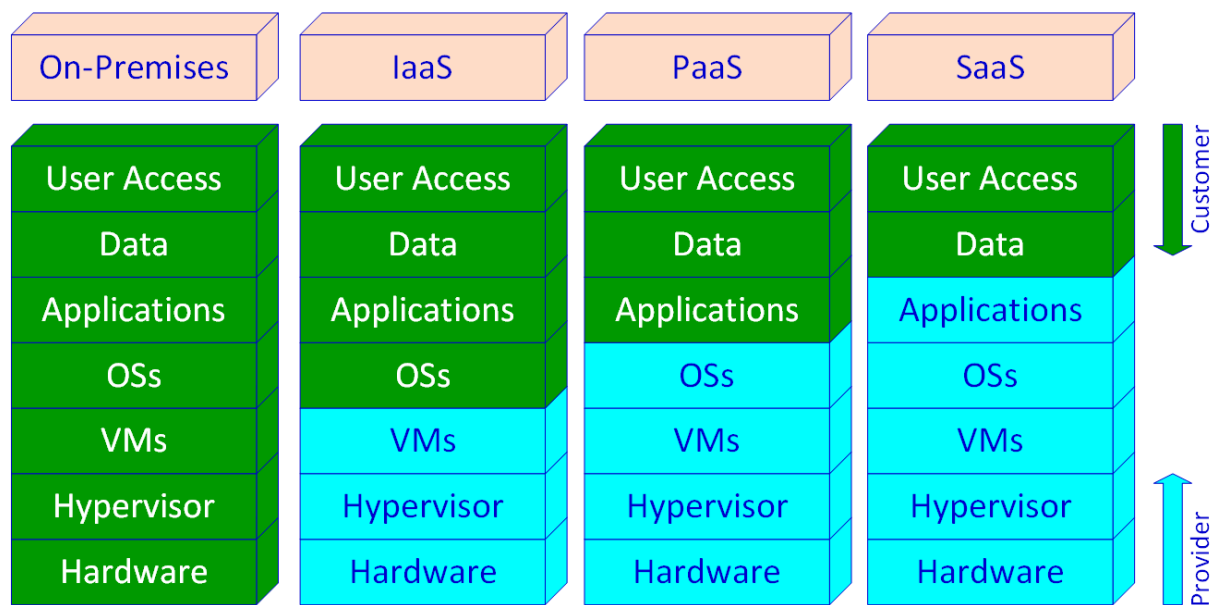 On-Premises
IaaS
PaaS
SaaS
User Access
User Access
User Access
User Access
Data
Data
Data
Data
Applications
Applications
Applications
Applications
OSs
OSs
OSs
OSs
VMs
VMs
VMs
VMs
Hypervisor
Hypervisor
Hypervisor
Hypervisor
Hardware
Hardware
Hardware
Hardware
Customer
Provider